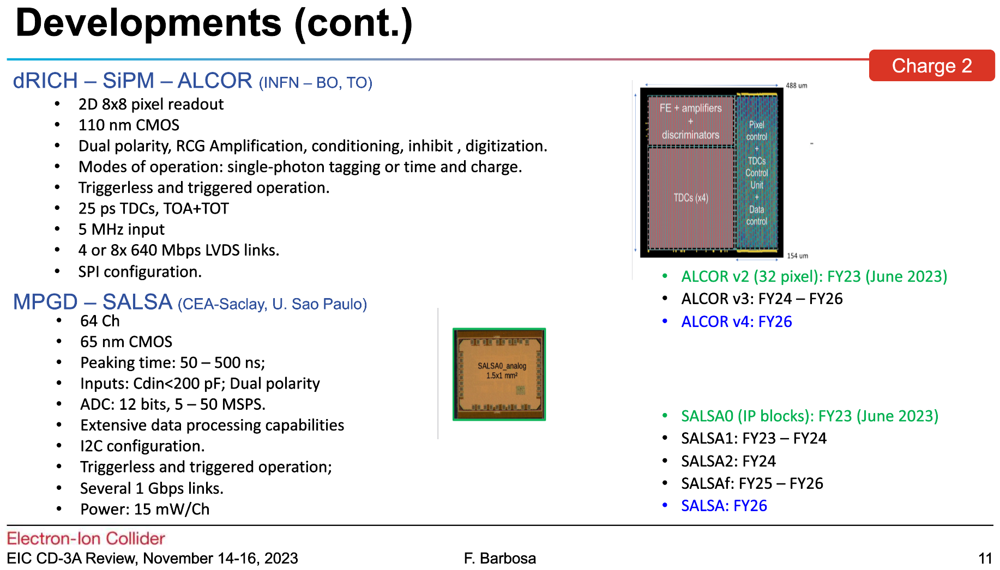 Developments (cont.)
Charge 2
dRICH – SiPM – ALCOR (INFN – BO, TO)
• 2D 8x8 pixel readout
• 110 nm CMOS
• Dual polarity, RCG Amplification, conditioning, inhibit , digitization.
• Modes of operation: single-photon tagging or time and charge.
• Triggerless and triggered operation.
• 25 ps TDCs, TOA+TOT
• 5 MHz input
• 4 or 8x 640 Mbps LVDS links.
• SPI configuration.
488 um
FE + amplifiers
+
discriminators
TDCs (x4)
Pixel
control
+
TDCs
Control
Unit
+
Data
control
154 um
-
• ALCOR v2 (32 pixel): FY23 (June 2023)
• ALCOR v3: FY24 – FY26
• ALCOR v4: FY26
MPGD – SALSA (CEA-Saclay, U. Sao Paulo)
• 64 Ch
• 65 nm CMOS
• Peaking time: 50 – 500 ns;
• Inputs: Cdin<200 pF; Dual polarity
• ADC: 12 bits, 5 – 50 MSPS.
• Extensive data processing capabilities
• I2C configuration.
• Triggerless and triggered operation;
• Several 1 Gbps links.
• Power: 15 mW/Ch
SALSA0_analog
1.5x1 mm²
• SALSA0 (IP blocks): FY23 (June 2023)
• SALSA1: FY23 – FY24
• SALSA2: FY24
• SALSAf: FY25 – FY26
• SALSA: FY26
Electron-Ion Collider
EIC CD-3A Review, November 14-16, 2023
F. Barbosa
11